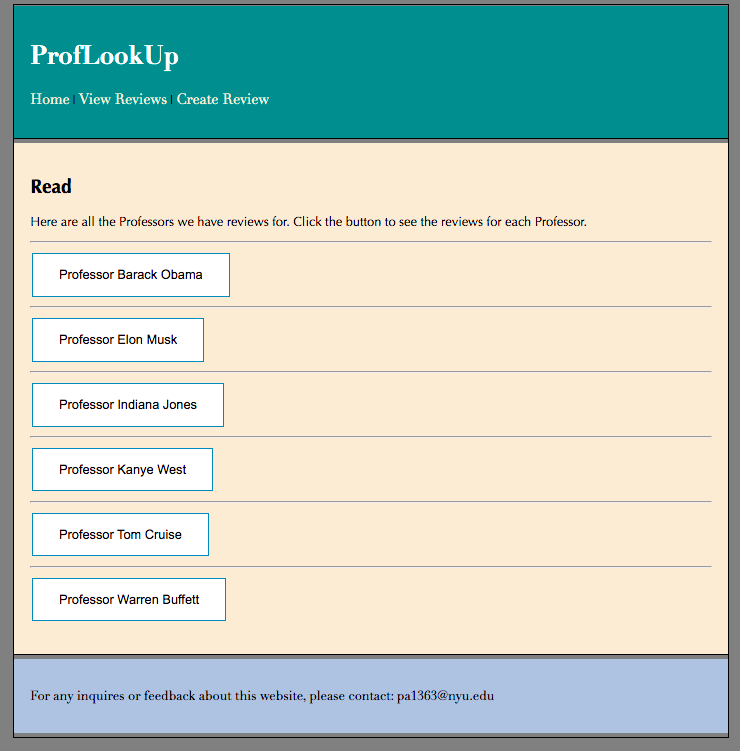 ProfLookUp
Home | View Reviews | Create Review
Read
Here are all the Professors we have reviews for. Click the button to see the reviews for each Professor.
Professor Barack Obama
Professor Elon Musk
Professor Indiana Jones
Professor Kanye West
Professor Tom Cruise
Professor Warren Buffett
For any inquires or feedback about this website, please contact: pa1363@nyu.edu